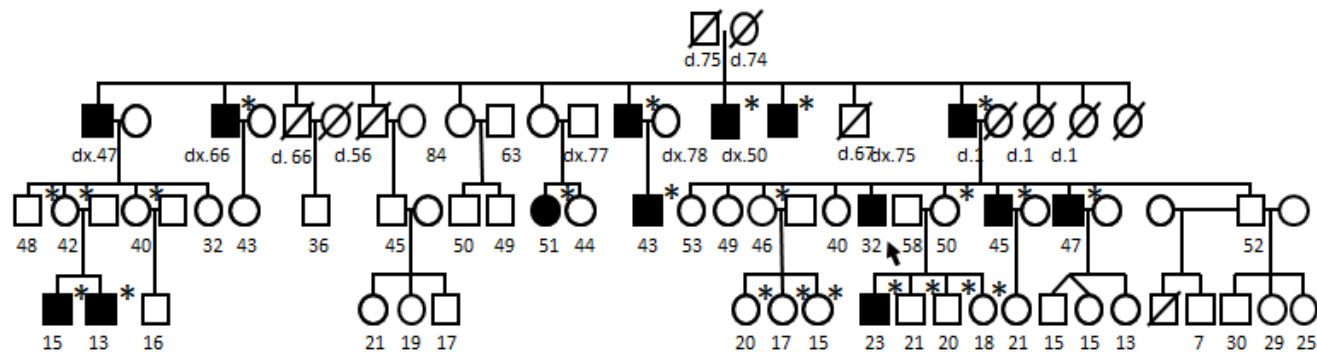 d.75 d.74
* * * * *
dx.47 dx.66 d.66 d.56 84 63 dx.77 dx.78 dx.50 d.67 dx.75 d.1 d.1 d.1
* * * * * * * * *
48 42 40 32 43 36 45 50 49 51 44 43 53 49 46 40 32 58 50 45 47 52
* * * * * * * * *
15 13 16 21 19 17 20 17 15 23 21 20 18 21 15 15 13 7 30 29 25